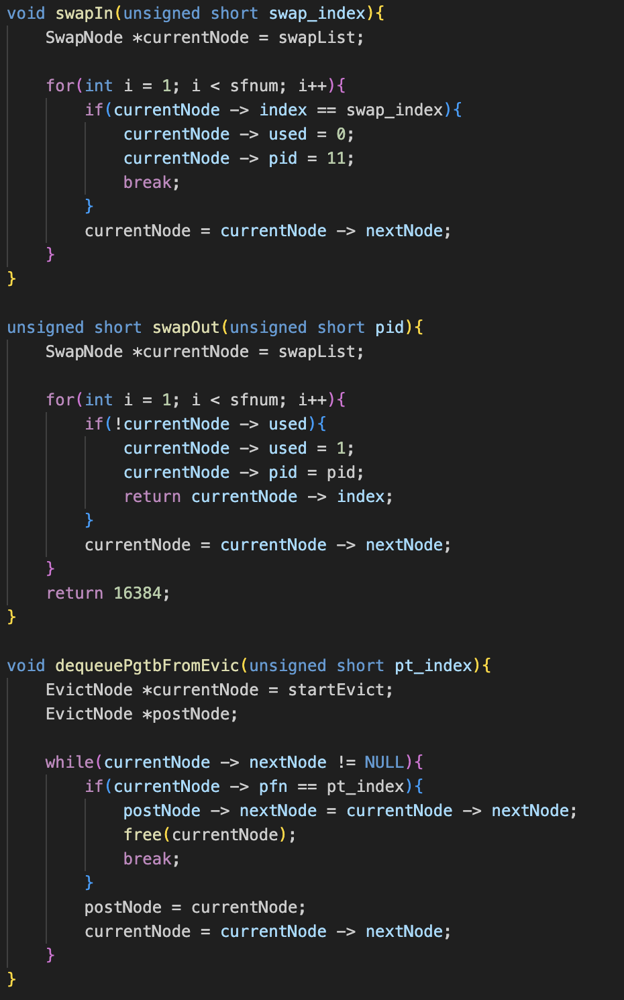 void swapIn(unsigned short swap_index){
    SwapNode *currentNode = swapList;

    for(int i = 1; i < sfnum; i++){
        if(currentNode -> index == swap_index){
            currentNode -> used = 0;
            currentNode -> pid = 11;
            break;
        }
        currentNode = currentNode -> nextNode;
    }
}

unsigned short swapOut(unsigned short pid){
    SwapNode *currentNode = swapList;

    for(int i = 1; i < sfnum; i++){
        if(!currentNode -> used){
            currentNode -> used = 1;
            currentNode -> pid = pid;
            return currentNode -> index;
        }
        currentNode = currentNode -> nextNode;
    }
    return 16384;
}

void dequeuePgtbFromEvic(unsigned short pt_index){
    EvictNode *currentNode = startEvict;
    EvictNode *postNode;

    while(currentNode -> nextNode != NULL){
        if(currentNode -> pfn == pt_index){
            postNode -> nextNode = currentNode -> nextNode;
            free(currentNode);
            break;
        }
        postNode = currentNode;
        currentNode = currentNode -> nextNode;
    }
}